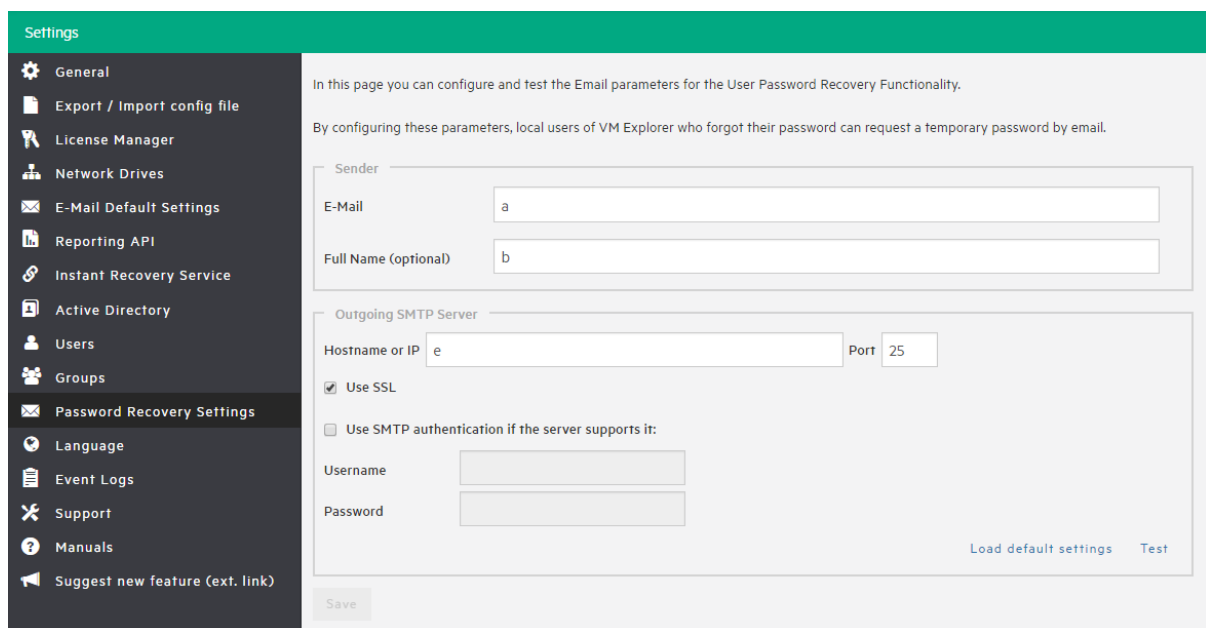 Settings
General
Export / Import config file
License Manager
Network Drives
E-Mail Default Settings
Reporting API
Instant Recovery Service
Active Directory
Users
Groups
Password Recovery Settings
Language
Event Logs
Support
Manuals
Suggest new feature (ext. link)
In this page you can configure and test the Email parameters for the User Password Recovery Functionality.
By configuring these parameters, local users of VM Explorer who forgot their password can request a temporary password by email.
Sender
E-Mail a
Full Name (optional) b
Outgoing SMTP Server
Hostname or IP e Port 25
Use SSL
Use SMTP authentication if the server supports it:
Username
Password
Load default settings Test
Save